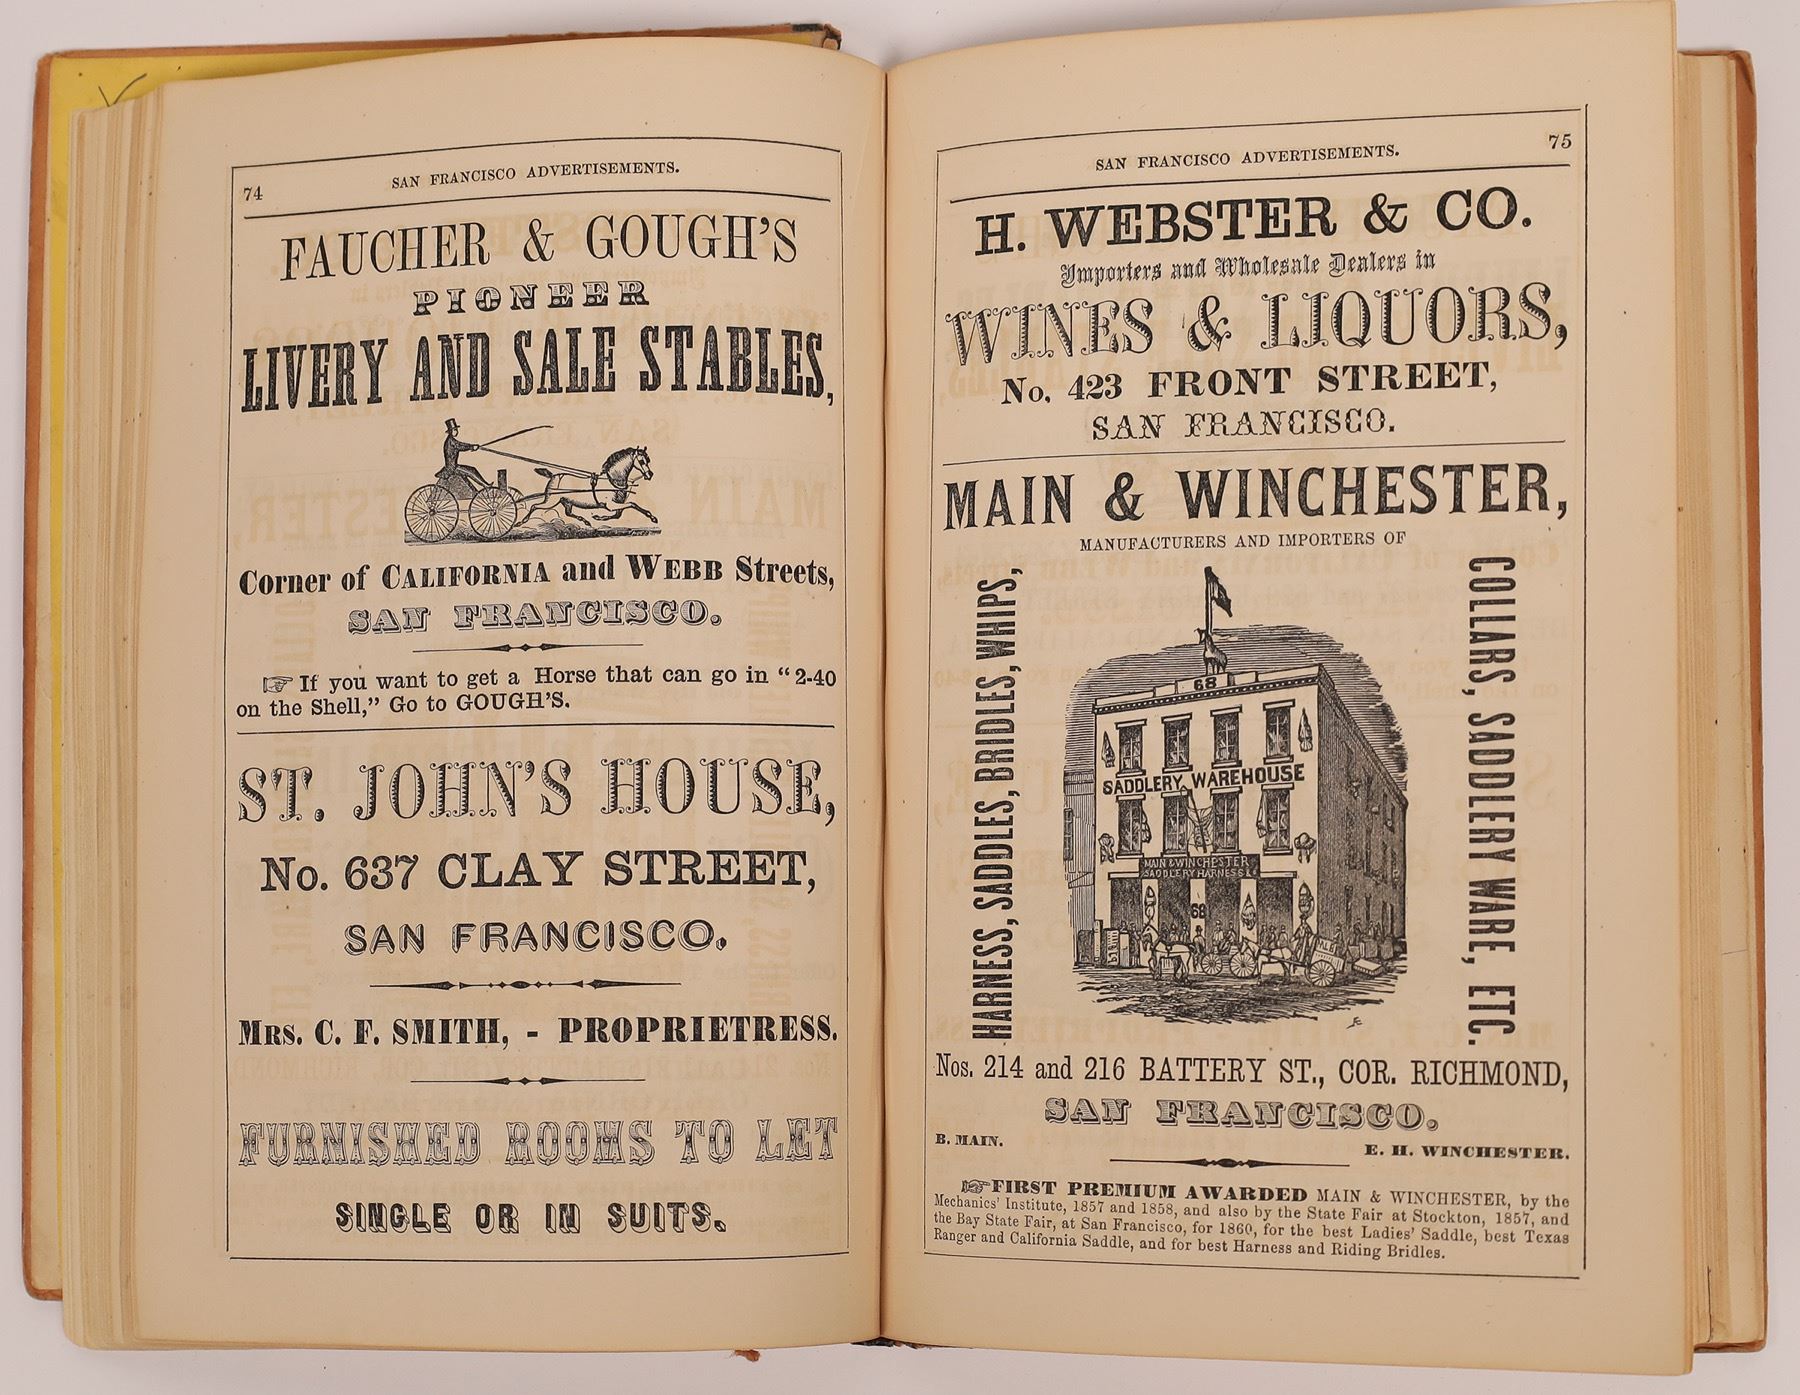 74
SAN FRANCISCO ADVERTISEMENTS.
FAUCHER & GOUGH'S
PIONEER
LIVERY AND SALE STABLES,
Corner of CALIFORNIA and WEBB Streets,
SAN FRANCISCO.
☞ If you want to get a Horse that can go in “2-40
on the Shell,” Go to GOUGH'S.
ST. JOHN'S HOUSE,
No. 637 CLAY STREET,
SAN FRANCISCO.
MRS. C. F. SMITH, - PROPRIETRESS.
FURNISHED ROOMS TO LET
SINGLE OR IN SUITS.
SAN FRANCISCO ADVERTISEMENTS.
75
H. WEBSTER & CO.
Importers and Wholesale Dealers in
WINES & LIQUORS,
No. 423 FRONT STREET,
SAN FRANCISCO.
MAIN & WINCHESTER,
MANUFACTURERS AND IMPORTERS OF
HARNESS, SADDLES, BRIDLES, WHIPS,
COLLARS, SADDLERY WARE, ETC.
68
SADDLERY WAREHOUSE
MAIN & WINCHESTER
SADDLERY HARNESS &
68
Nos. 214 and 216 BATTERY ST., COR. RICHMOND,
SAN FRANCISCO.
B. MAIN.
E. H. WINCHESTER.
☞ FIRST PREMIUM AWARDED MAIN & WINCHESTER, by the
Mechanics' Institute, 1857 and 1858, and also by the State Fair at Stockton, 1857, and
the Bay State Fair, at San Francisco, for 1860, for the best Ladies' Saddle, best Texas
Ranger and California Saddle, and for best Harness and Riding Bridles.